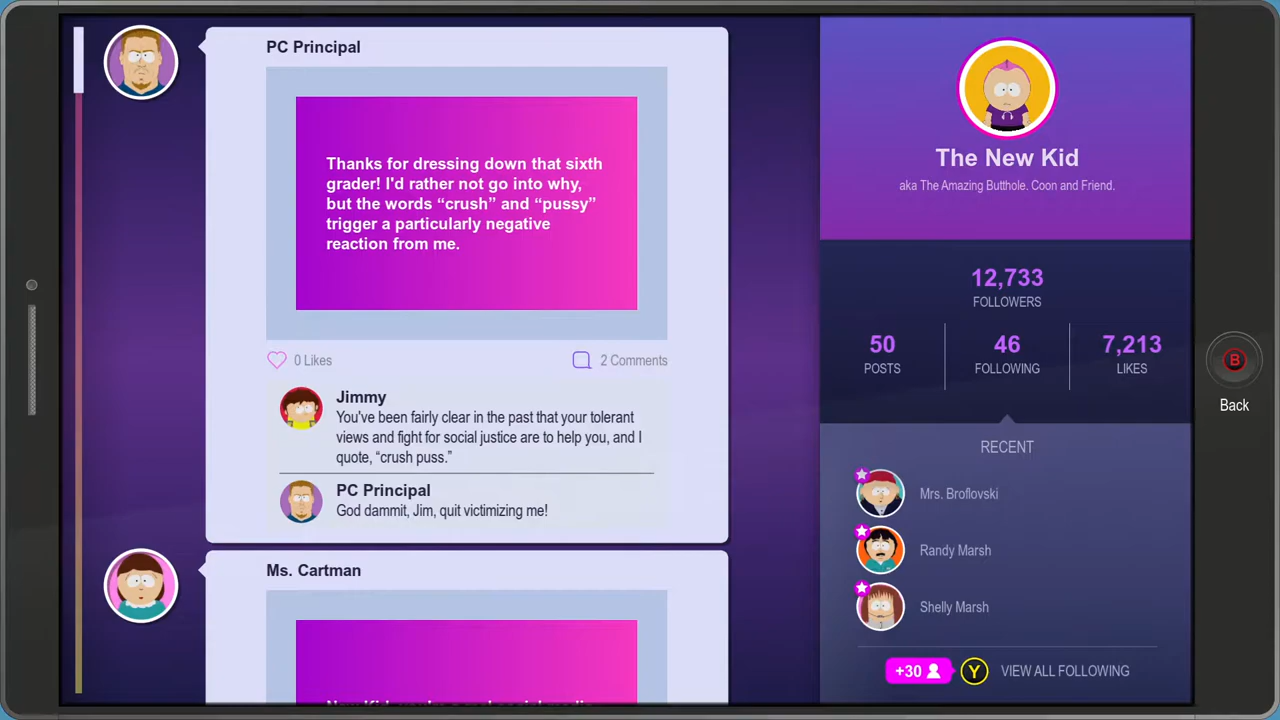 PC Principal
Thanks for dressing down that sixth
grader! I'd rather not go into why,
but the words “crush” and “pussy”
trigger a particularly negative
reaction from me.
0 Likes
2 Comments
Jimmy
You've been fairly clear in the past that your tolerant
views and fight for social justice are to help you, and I
quote, “crush puss.”
PC Principal
God dammit, Jim, quit victimizing me!
Ms. Cartman
The New Kid
aka The Amazing Butthole. Coon and Friend.
12,733
FOLLOWERS
50
POSTS
46
FOLLOWING
7,213
LIKES
RECENT
Mrs. Broflovski
Randy Marsh
Shelly Marsh
+30
Y
VIEW ALL FOLLOWING
B
Back